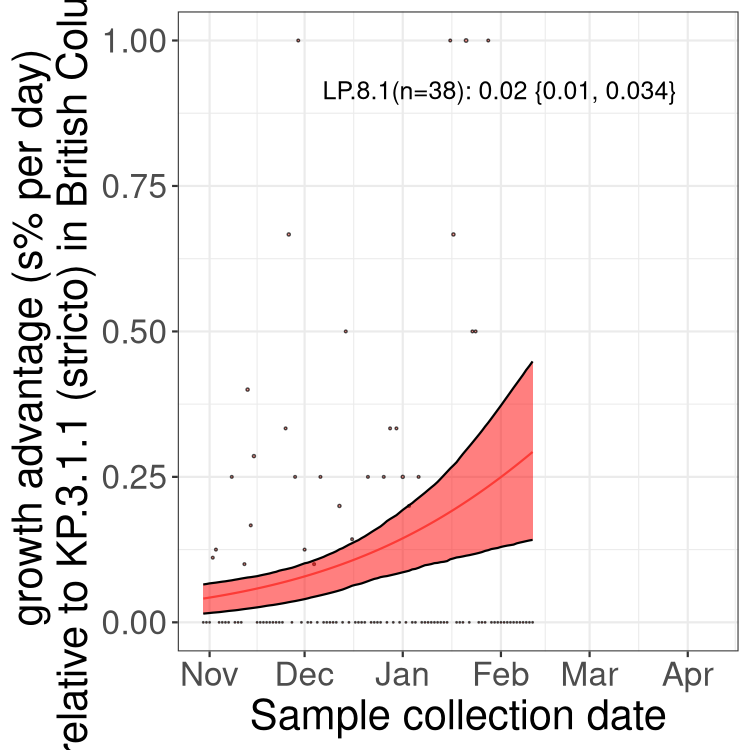 growth advantage (s% per day)
relative to KP.3.1.1 (stricto) in British Colu
1.00
0.75
0.50
0.25
0.00
LP.8.1(n=38): 0.02 {0.01, 0.034}
Nov Dec Jan Feb Mar Apr
Sample collection date